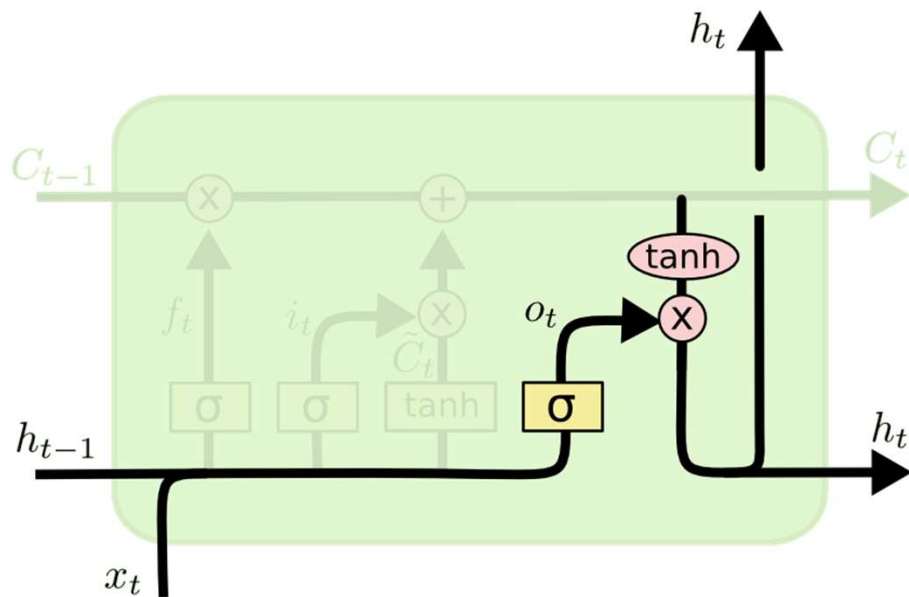 h_t
C_{t-1}
C_t
x
+
tanh
f_t
i_t
x
o_t
x
C̃_t
σ
σ
tanh
σ
h_{t-1}
h_t
x_t